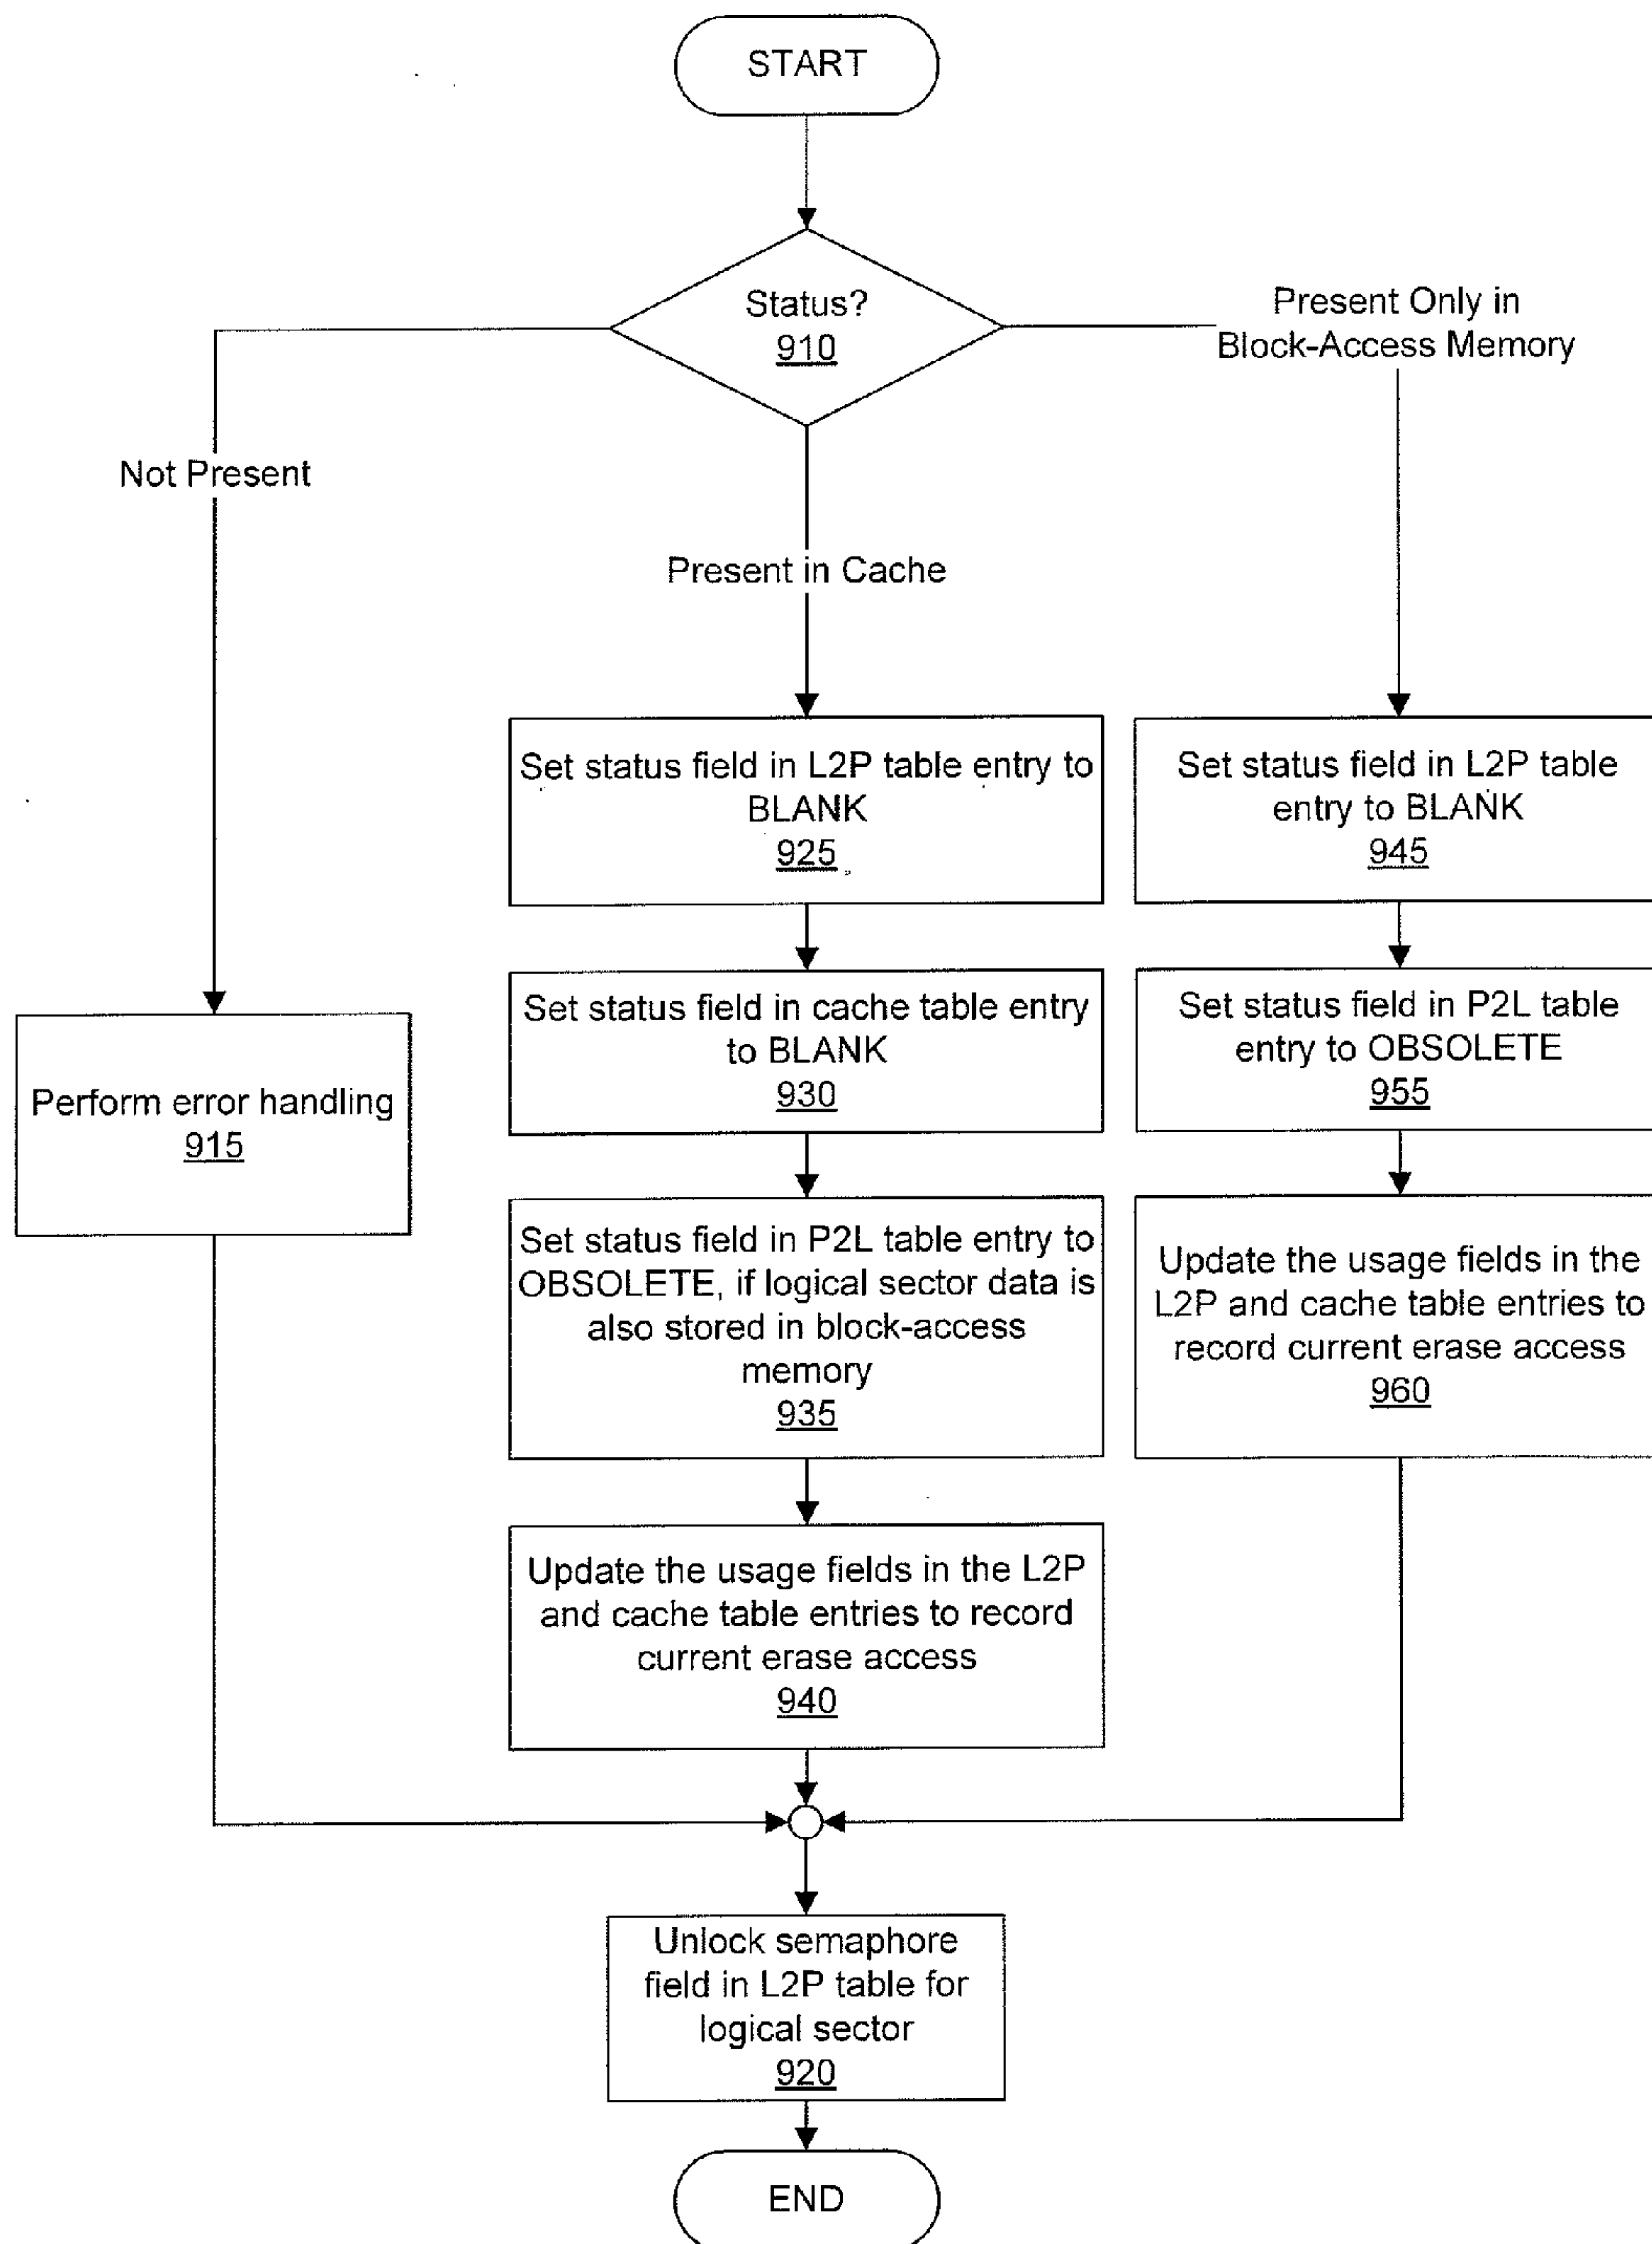 START
Status?
910
Present Only in
Block-Access Memory
Not Present
Present in Cache
Set status field in L2P table entry to
BLANK
925
Set status field in L2P table
entry to BLANK
945
Set status field in cache table entry
to BLANK
930
Set status field in P2L table
entry to OBSOLETE
955
Perform error handling
915
Set status field in P2L table entry to
OBSOLETE, if logical sector data is
also stored in block-access
memory
935
Update the usage fields in the
L2P and cache table entries to
record current erase access
960
Update the usage fields in the L2P
and cache table entries to record
current erase access
940
Unlock semaphore
field in L2P table for
logical sector
920
END